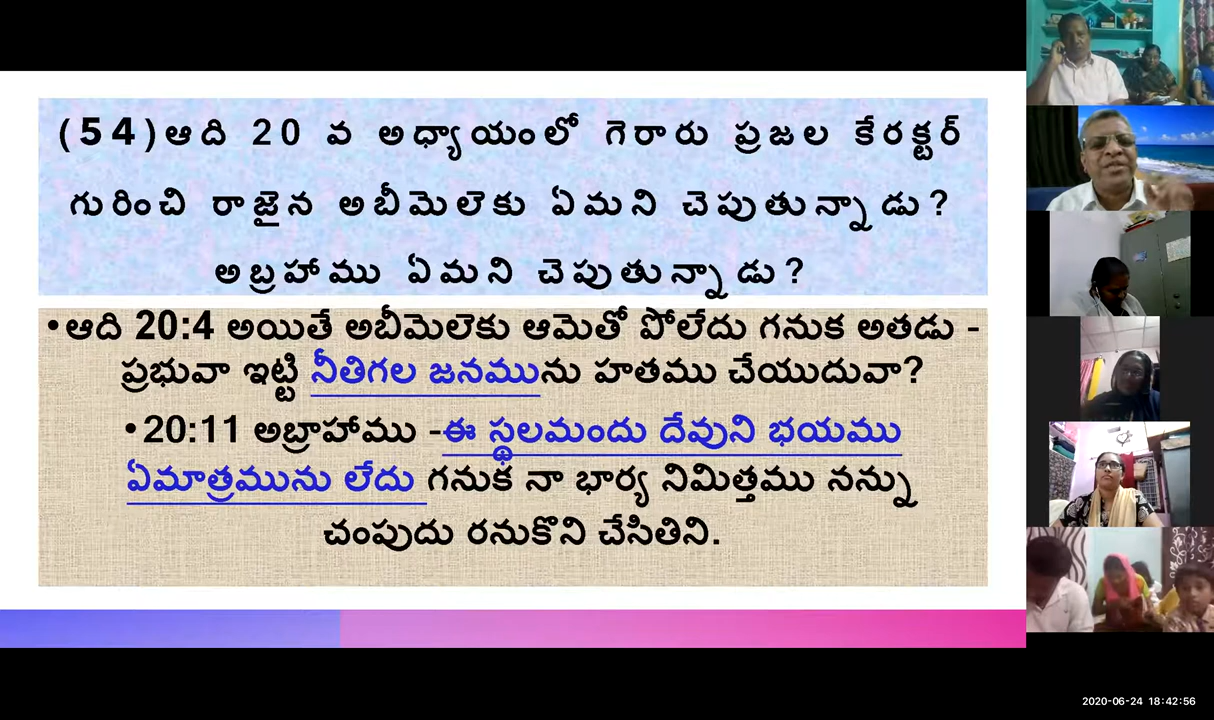 (54)ఆది 20 వ అధ్యాయంలో గెరారు ప్రజల కేరక్టర్
గురించి రాజైన అబీమెలెకు ఏమని చెపుతున్నాడు?
అబ్రహాము ఏమని చెపుతున్నాడు?
•ఆది 20:4 అయితే అబీమెలెకు ఆమెతో పోలేదు గనుక అతడు -
ప్రభువా ఇట్టి నీతిగల జనమును హతము చేయుదువా?
•20:11 అబ్రాహాము -ఈ స్థలమందు దేవుని భయము
ఏమాత్రమును లేదు గనుక నా భార్య నిమిత్తము నన్ను
చంపుదు రనుకొని చేసితిని.
2020-06-24 18:42:56